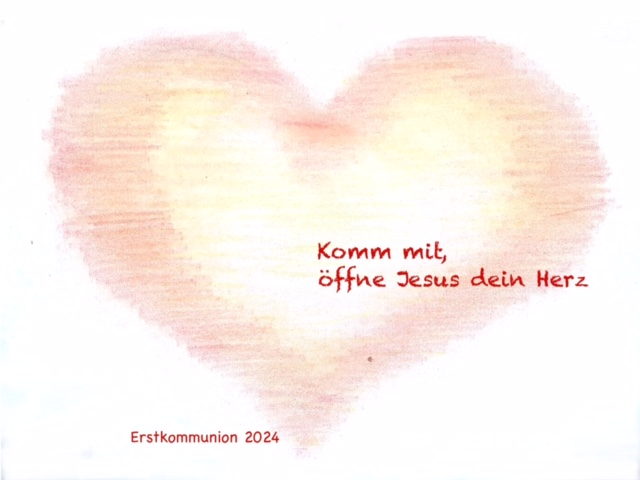 Komm mit,
öffne Jesus dein Herz
Erstkommunion 2024